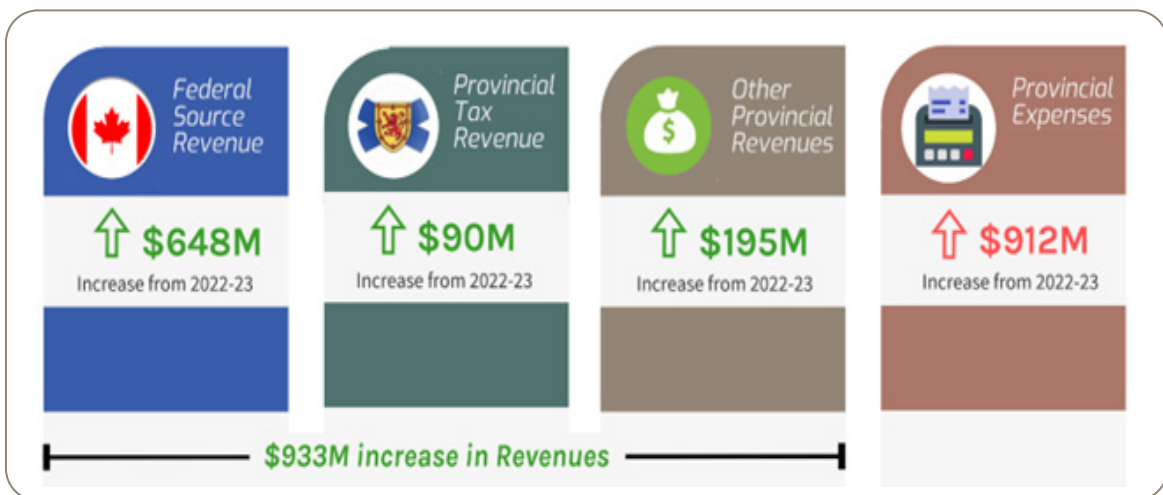 Federal
Source
Revenue
$648M
Increase from 2022-23
Provincial
Tax
Revenue
$90M
Increase from 2022-23
Other
Provincial
Revenues
$
$195M
Increase from 2022-23
Provincial
Expenses
$912M
Increase from 2022-23
$933M increase in Revenues